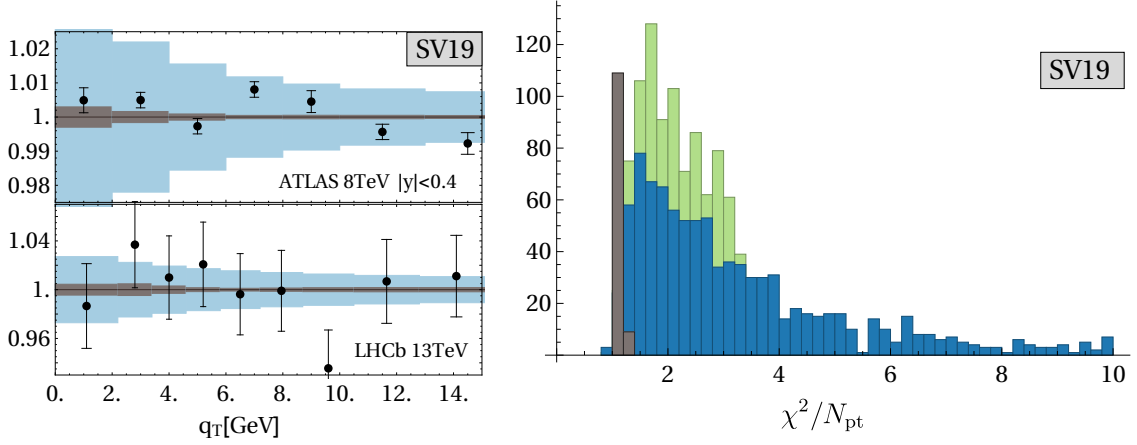 SV19
1.02
1.01
1.
0.99
0.98
ATLAS 8TeV |y|<0.4
1.04
1.
0.96
LHCb 13TeV
0. 2. 4. 6. 8. 10. 12. 14.
qT[GeV]
SV19
120
100
80
60
40
20
2 4 6 8 10
χ²/Npt